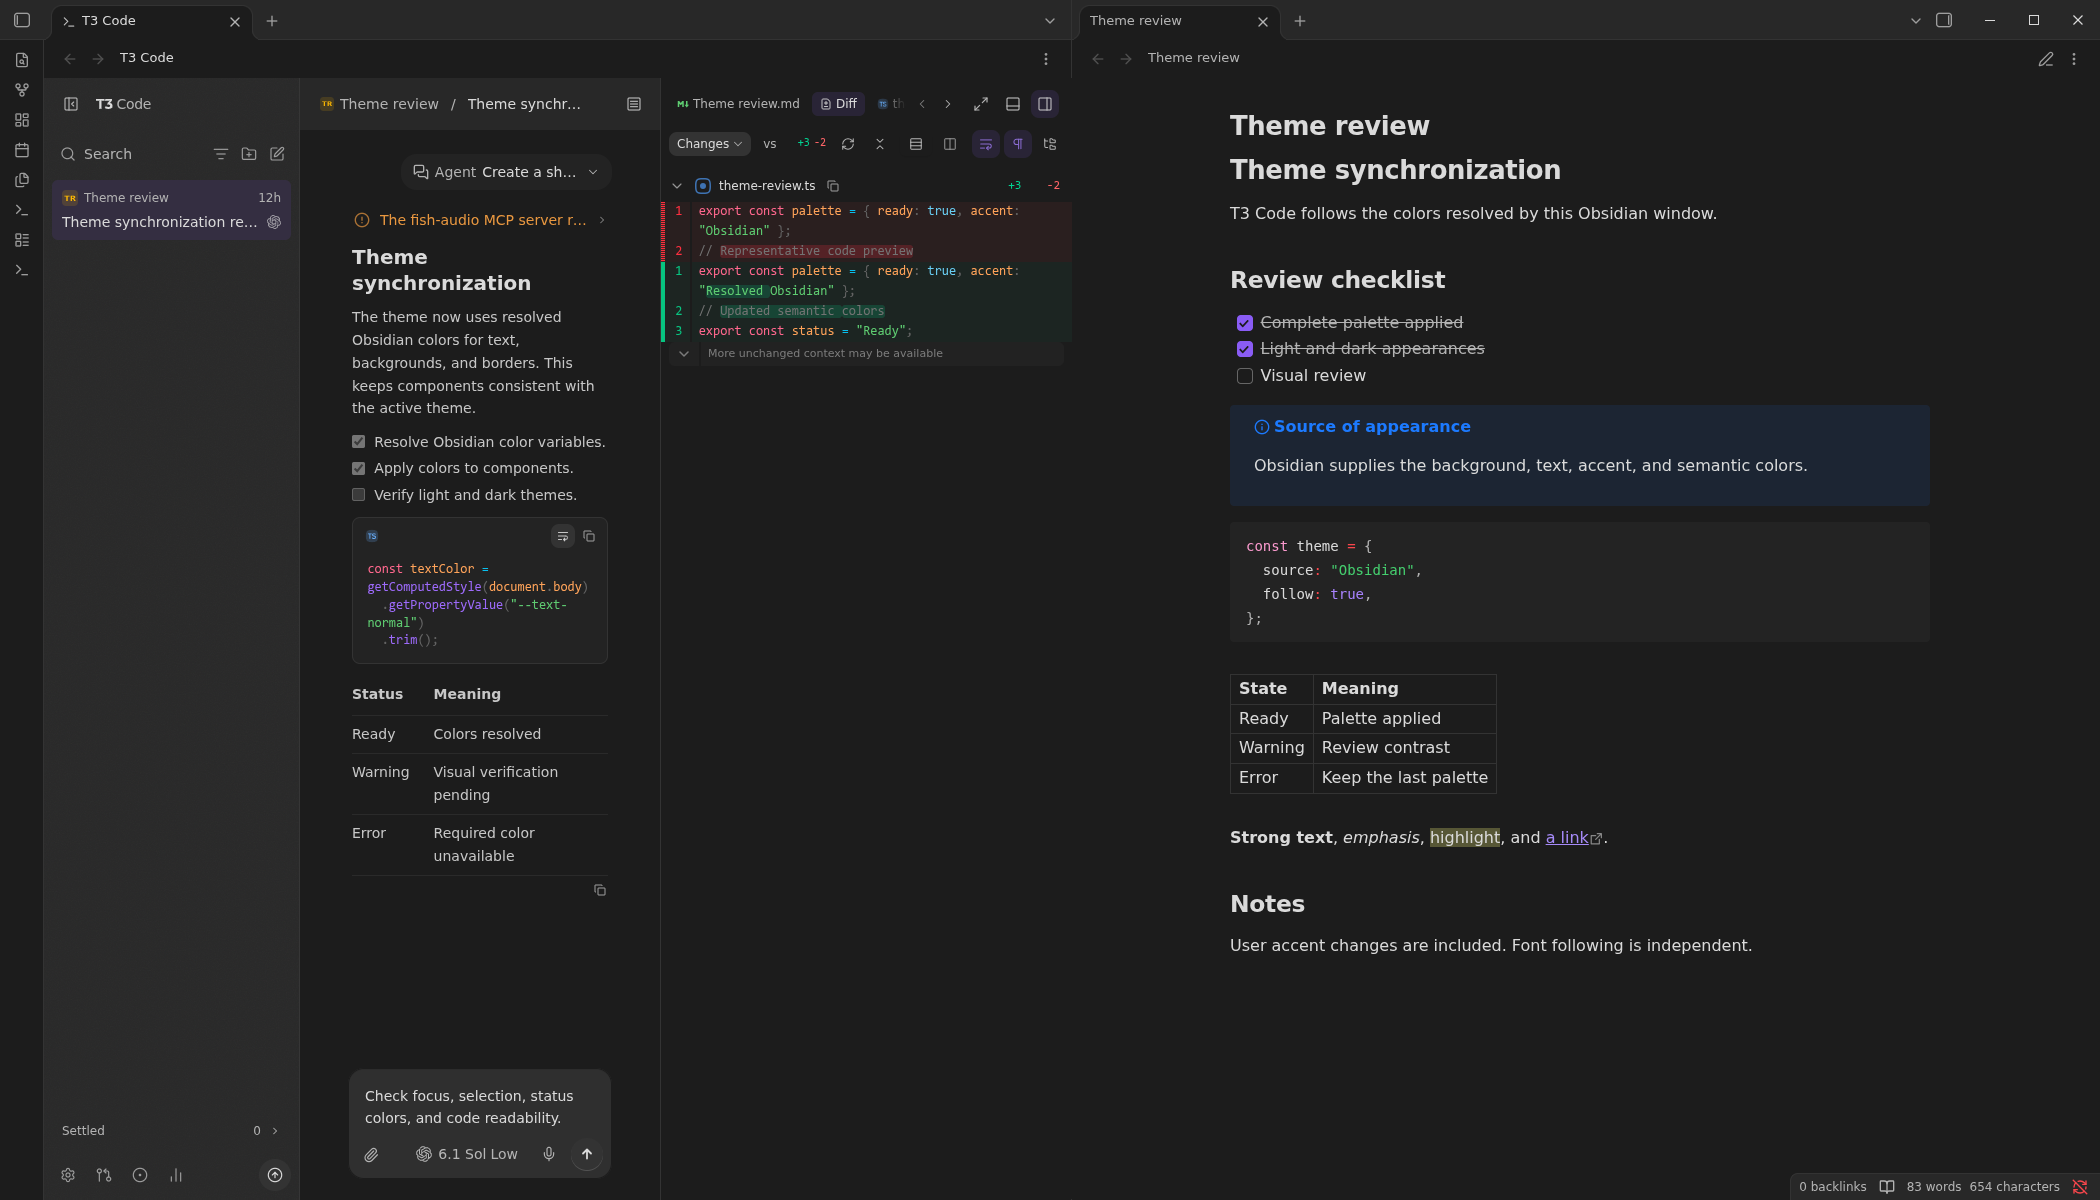 T3 Code
Theme review
T3 Code
Theme review
T3 Code
Search
TR Theme review 12h
Theme synchronization re...
Settled 0
TR Theme review / Theme synchr...
Agent Create a sh...
The fish-audio MCP server r...
Theme
synchronization
The theme now uses resolved
Obsidian colors for text,
backgrounds, and borders. This
keeps components consistent with
the active theme.
Resolve Obsidian color variables.
Apply colors to components.
Verify light and dark themes.
TS
const textColor =
getComputedStyle(document.body)
.getPropertyValue("--text-
normal")
.trim();
Status Meaning
Ready Colors resolved
Warning Visual verification
pending
Error Required color
unavailable
Check focus, selection, status
colors, and code readability.
6.1 Sol Low
M↓ Theme review.md Diff TS th
Changes vs +3 -2
theme-review.ts +3 -2
1 export const palette = { ready: true, accent:
"Obsidian" };
2 // Representative code preview
1 export const palette = { ready: true, accent:
"Resolved Obsidian" };
2 // Updated semantic colors
3 export const status = "Ready";
More unchanged context may be available
Theme review
Theme synchronization
T3 Code follows the colors resolved by this Obsidian window.
Review checklist
Complete palette applied
Light and dark appearances
Visual review
Source of appearance
Obsidian supplies the background, text, accent, and semantic colors.
const theme = {
source: "Obsidian",
follow: true,
};
State Meaning
Ready Palette applied
Warning Review contrast
Error Keep the last palette
Strong text, emphasis, highlight, and a link.
Notes
User accent changes are included. Font following is independent.
0 backlinks 83 words 654 characters